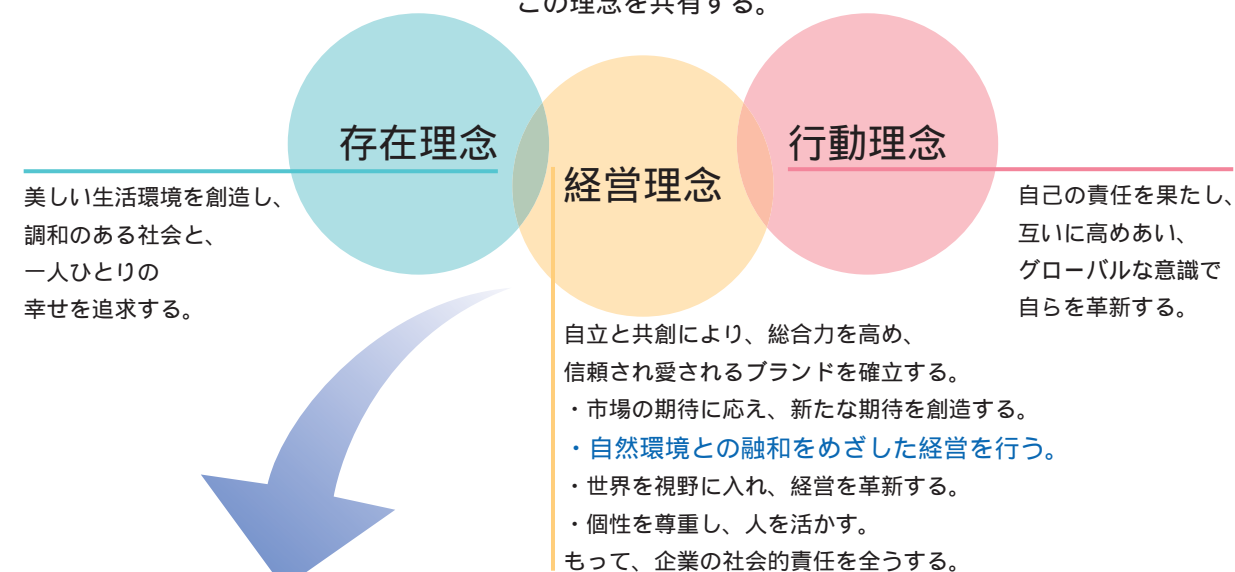 この理念を共有する。
存在理念
美しい生活環境を創造し、
調和のある社会と、
一人ひとりの
幸せを追求する。
経営理念
自立と共創により、総合力を高め、
信頼され愛されるブランドを確立する。
・市場の期待に応え、新たな期待を創造する。
・自然環境との融和をめざした経営を行う。
・世界を視野に入れ、経営を革新する。
・個性を尊重し、人を活かす。
もって、企業の社会的責任を全うする。
行動理念
自己の責任を果たし、
互いに高めあい、
グローバルな意識で
自らを革新する。